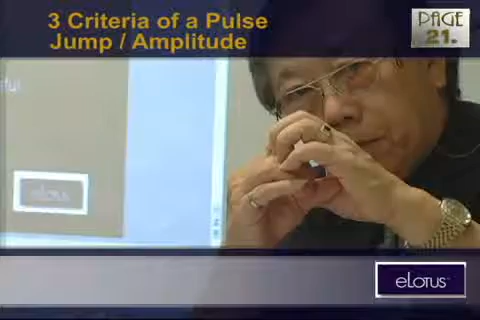 3 Criteria of a Pulse
Jump / Amplitude
PAGE
21.
eLotus
eLotus